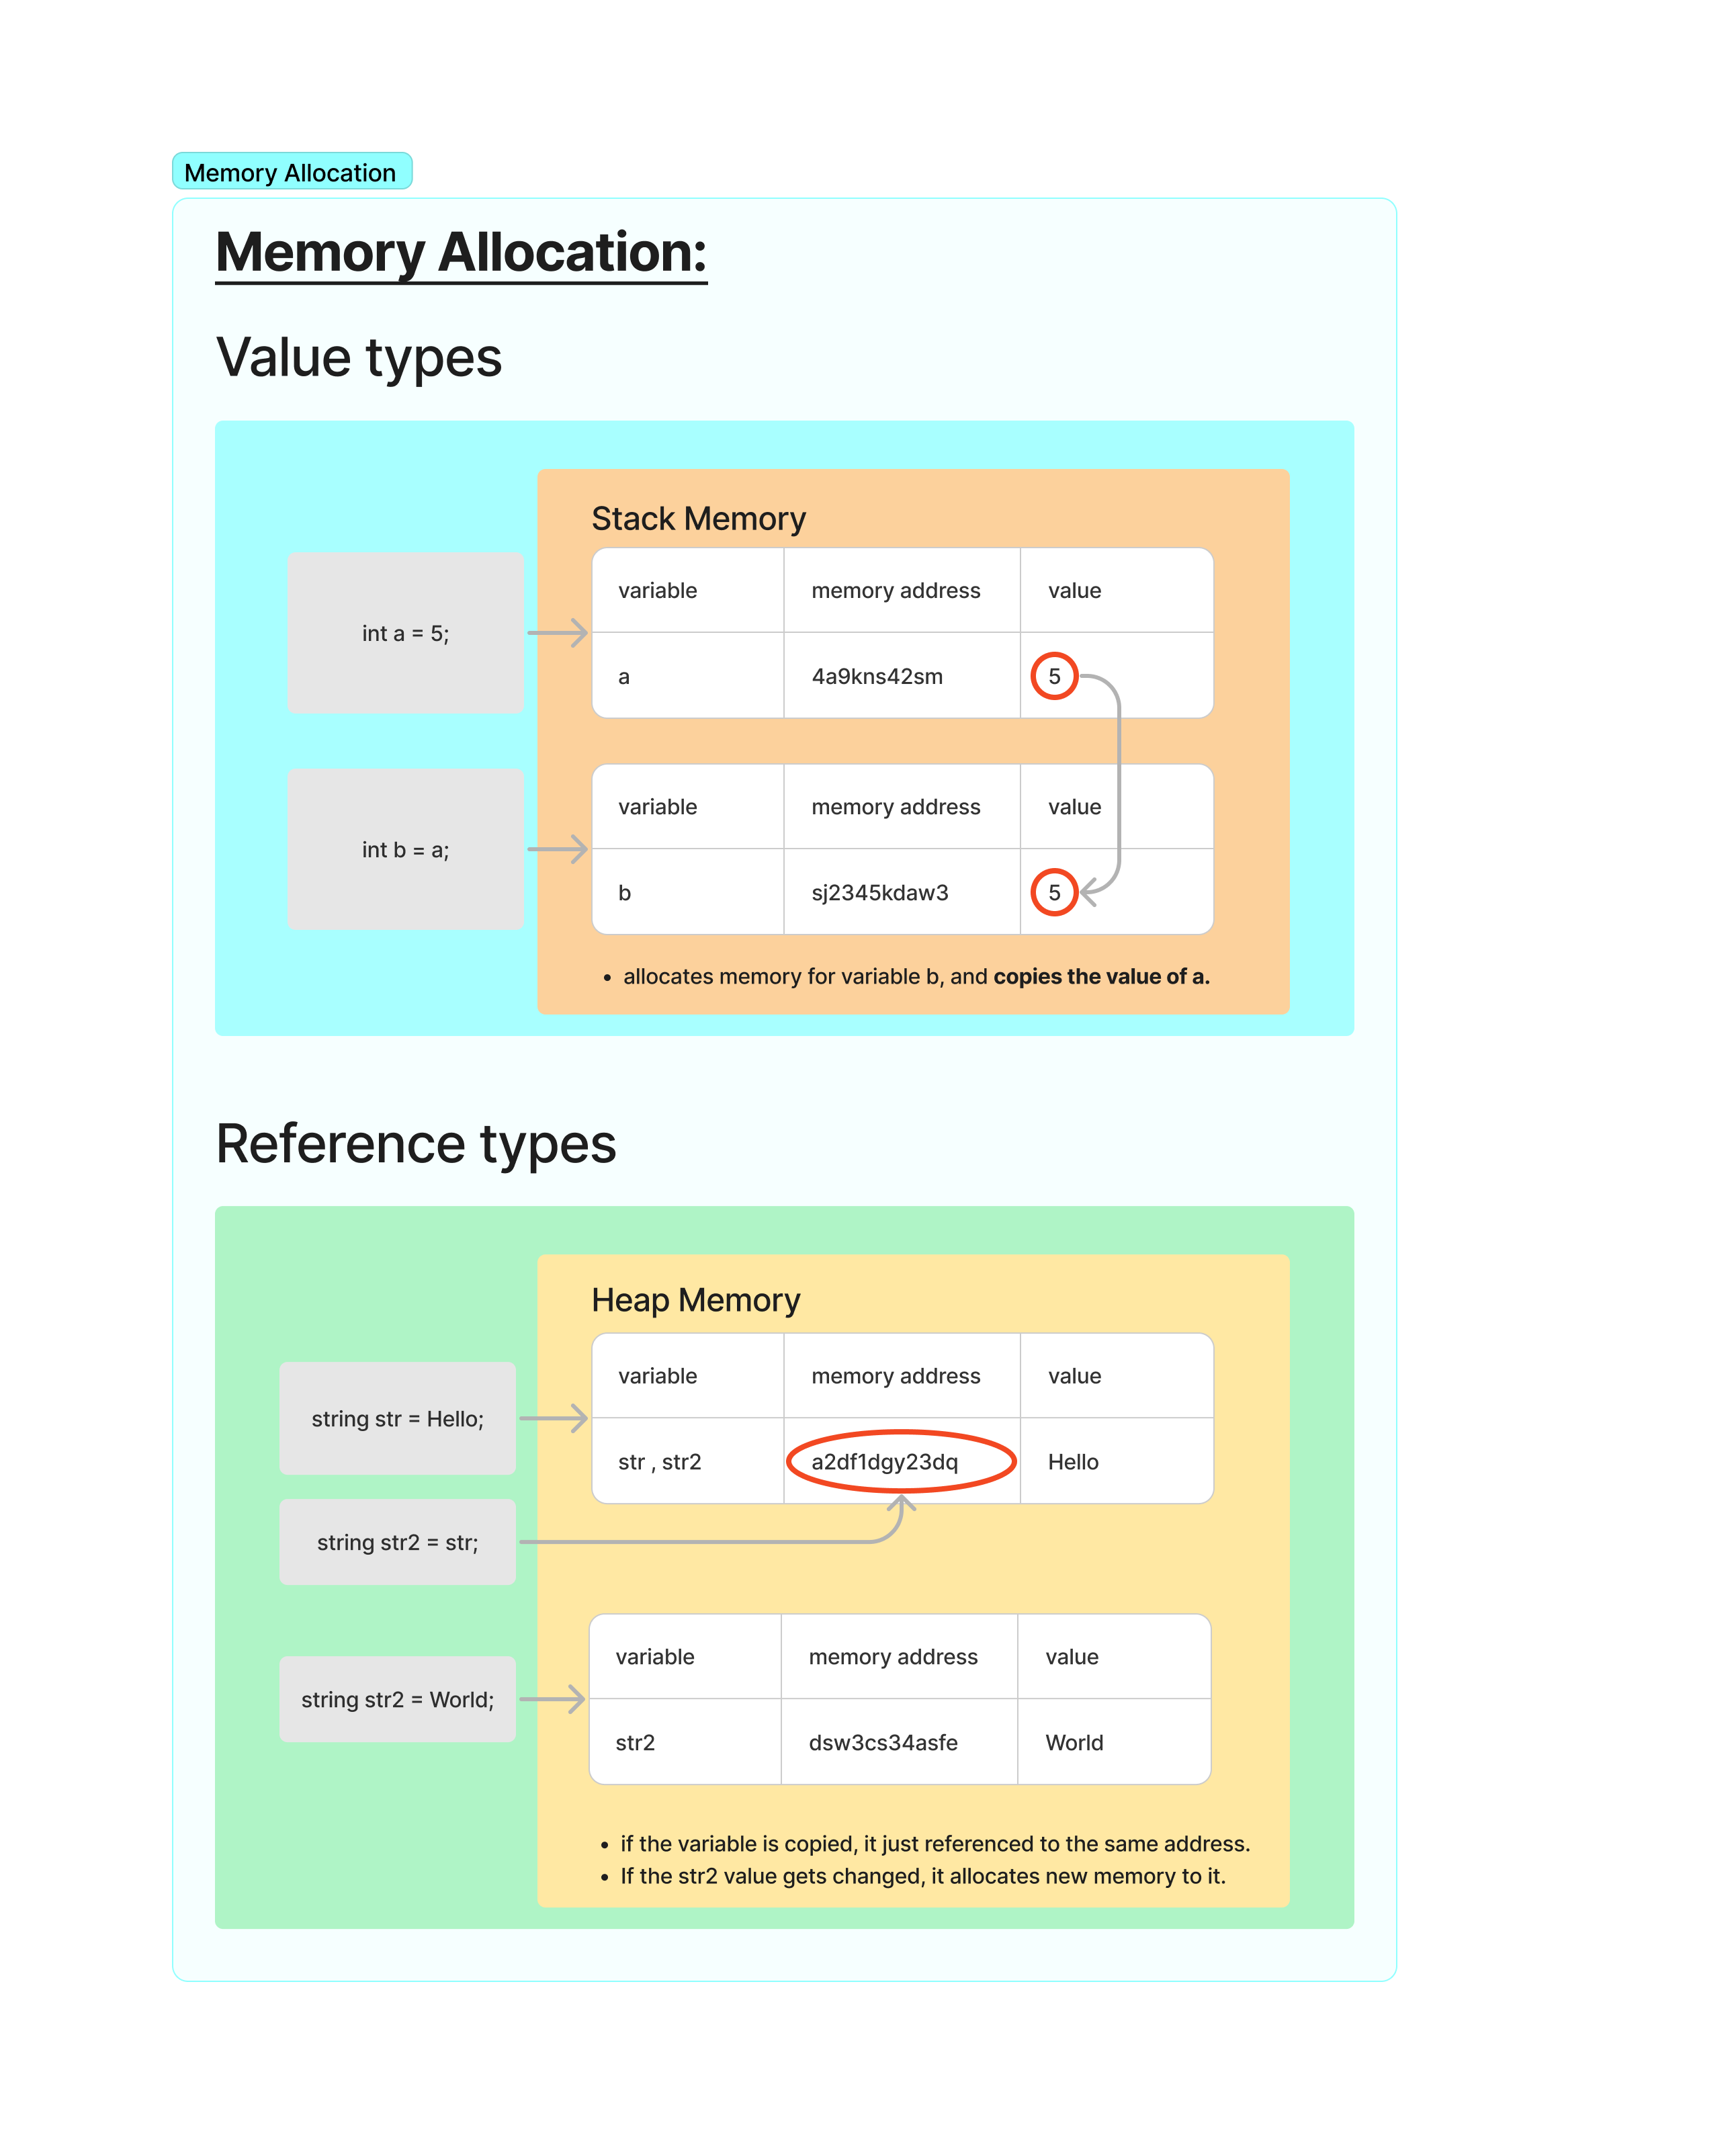 Memory Allocation
Memory Allocation:
Value types
Stack Memory
int a = 5;
variable memory address value
a 4a9kns42sm 5
int b = a;
variable memory address value
b sj2345kdaw3 5
• allocates memory for variable b, and copies the value of a.
Reference types
Heap Memory
string str = Hello;
variable memory address value
str , str2 a2df1dgy23dq Hello
string str2 = str;
string str2 = World;
variable memory address value
str2 dsw3cs34asfe World
• if the variable is copied, it just referenced to the same address.
• If the str2 value gets changed, it allocates new memory to it.